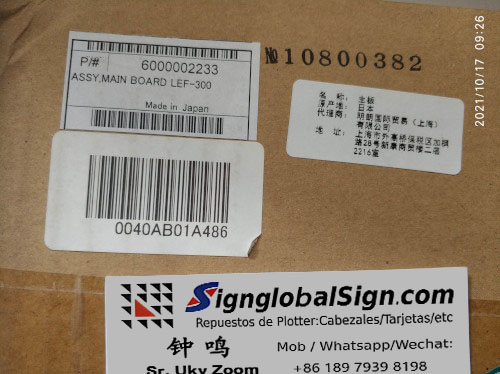 P/# 6000002233
ASSY,MAIN BOARD LEF-300
Made in Japan
№10800382
0040AB01A486
名 称: 主板
原产地: 日本
代理商: 明朗国际贸易（上海）
有限公司
地 址: 上海市外高桥保税区加枫
路28号新康商贸楼二层
2216室
2021/10/17 09:26
SignglobalSign.com
Repuestos de Plotter:Cabezales/Tarjetas/etc
钟鸣
Sr. Uky Zoom
Mob / Whatsapp/Wechat:
+86 189 7939 8198